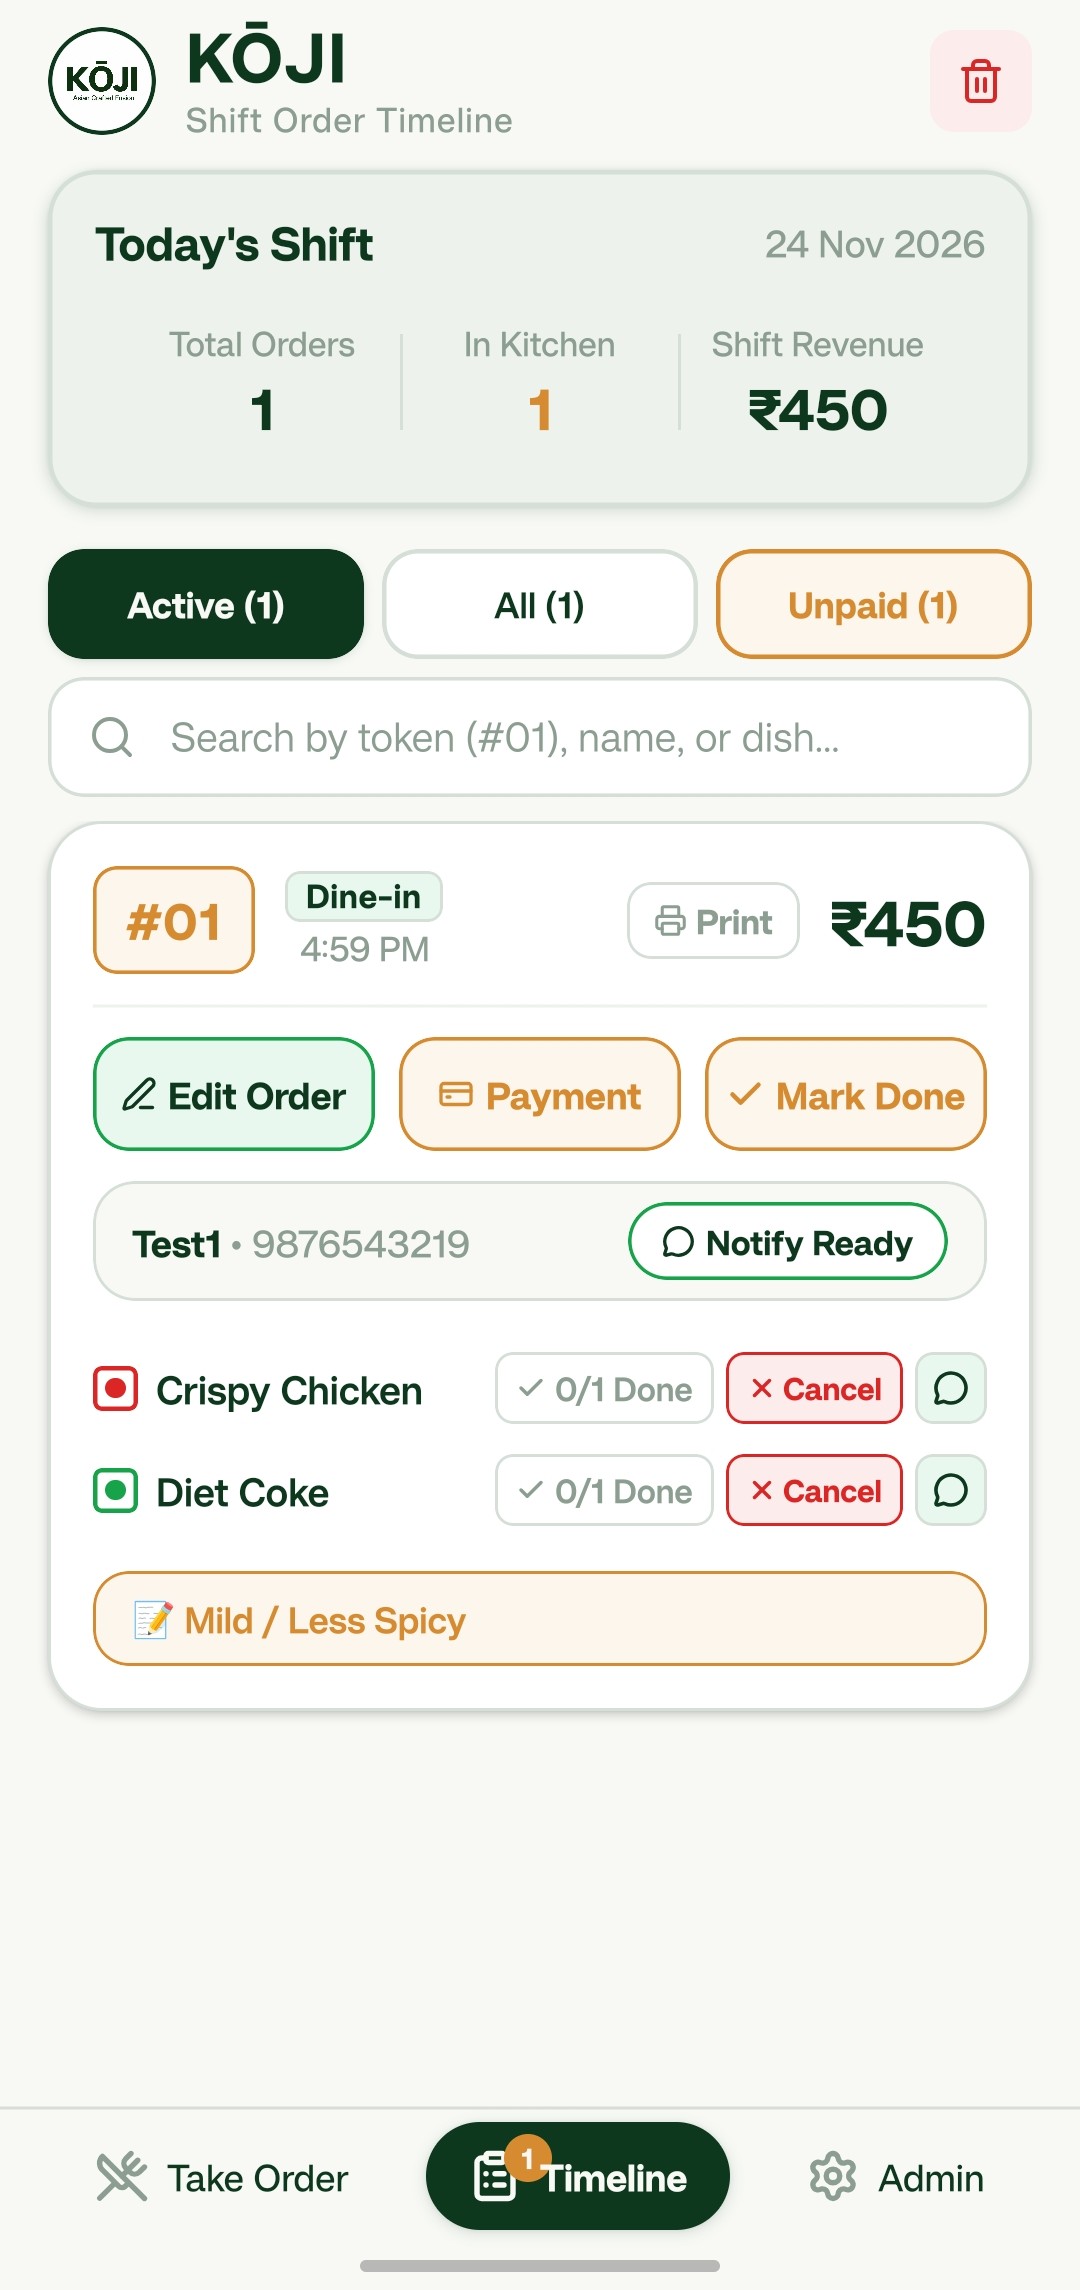 KŌJI
Asian Crafted Fusion
KŌJI
Shift Order Timeline
Today's Shift
24 Nov 2026
Total Orders
In Kitchen
Shift Revenue
1
1
₹450
Active (1)
All (1)
Unpaid (1)
Search by token (#01), name, or dish...
#01
Dine-in
4:59 PM
Print
₹450
Edit Order
Payment
Mark Done
Test1 • 9876543219
Notify Ready
Crispy Chicken
0/1 Done
Cancel
Diet Coke
0/1 Done
Cancel
Mild / Less Spicy
Take Order
1
Timeline
Admin